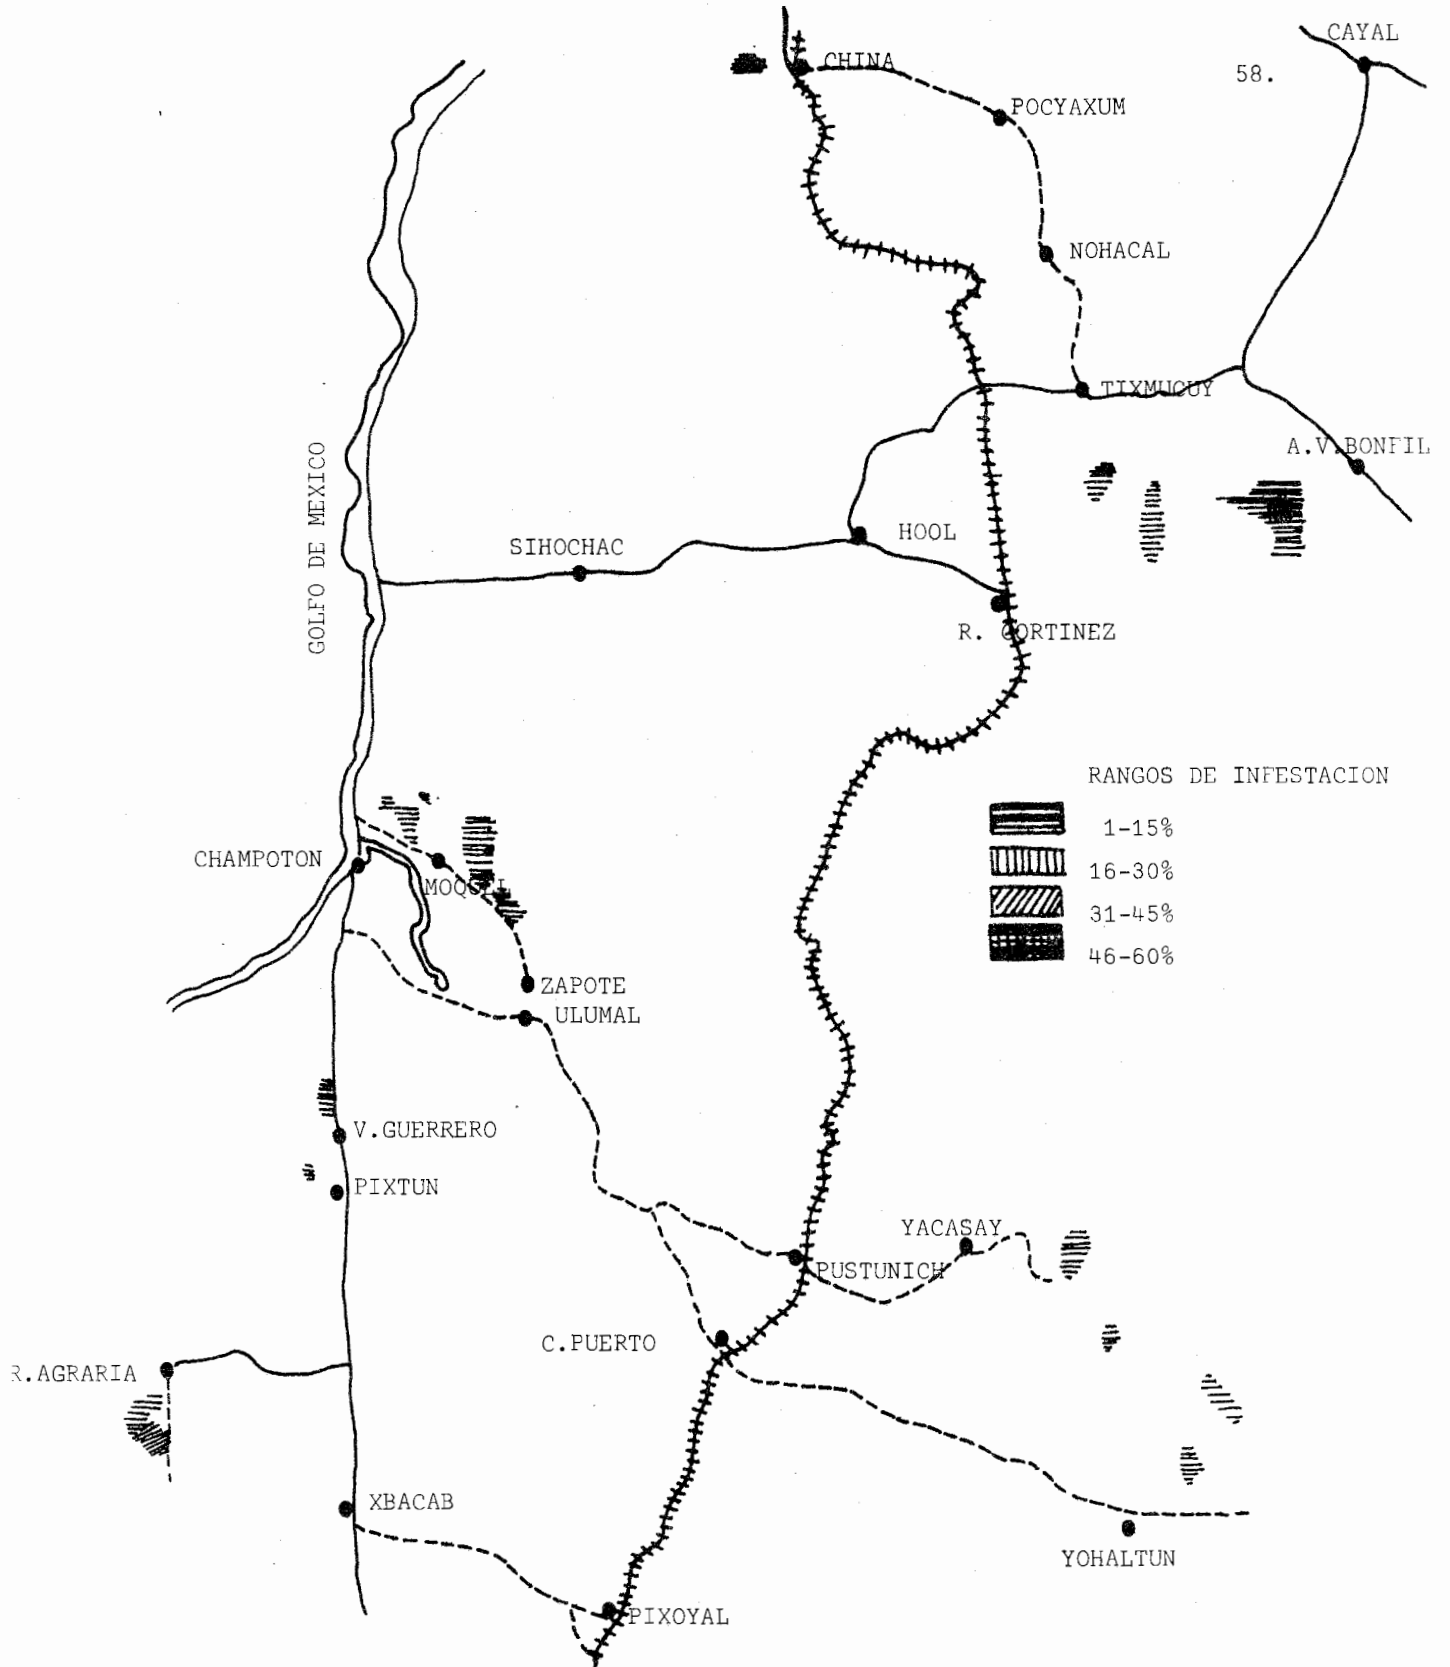 CAYAL
58.
CHINA
POCYAXUM
NOHACAL
TIXMUCUY
A.V.BONFIL
GOLFO DE MEXICO
SIHOCHAC
HOOL
R. CORTINEZ
RANGOS DE INFESTACION
1-15%
16-30%
31-45%
46-60%
CHAMPOTON
MOQUEL
ZAPOTE
ULUMAL
V.GUERRERO
PIXTUN
YACASAY
PUSTUNICH
C.PUERTO
R.AGRARIA
XBACAB
YOHALTUN
PIXOYAL